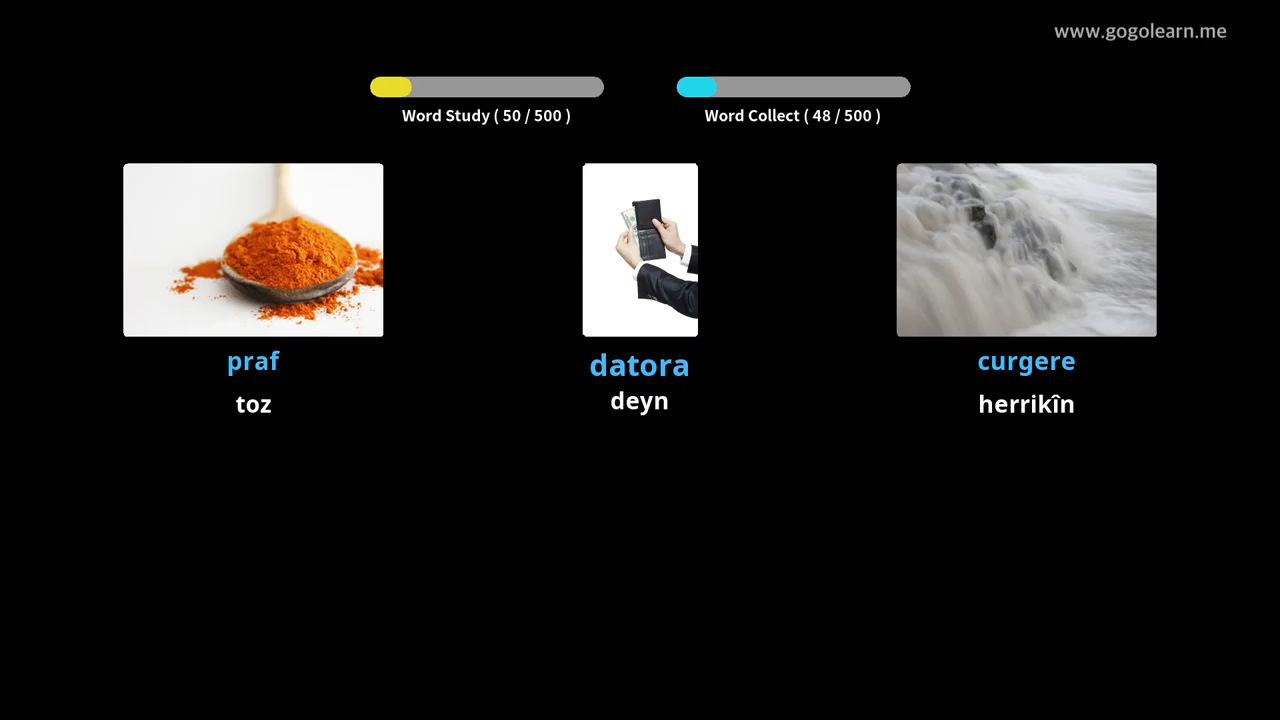 www.gogolearn.me
Word Study ( 50 / 500 )
Word Collect ( 48 / 500 )
praf
datora
curgere
toz
deyn
herrikîn